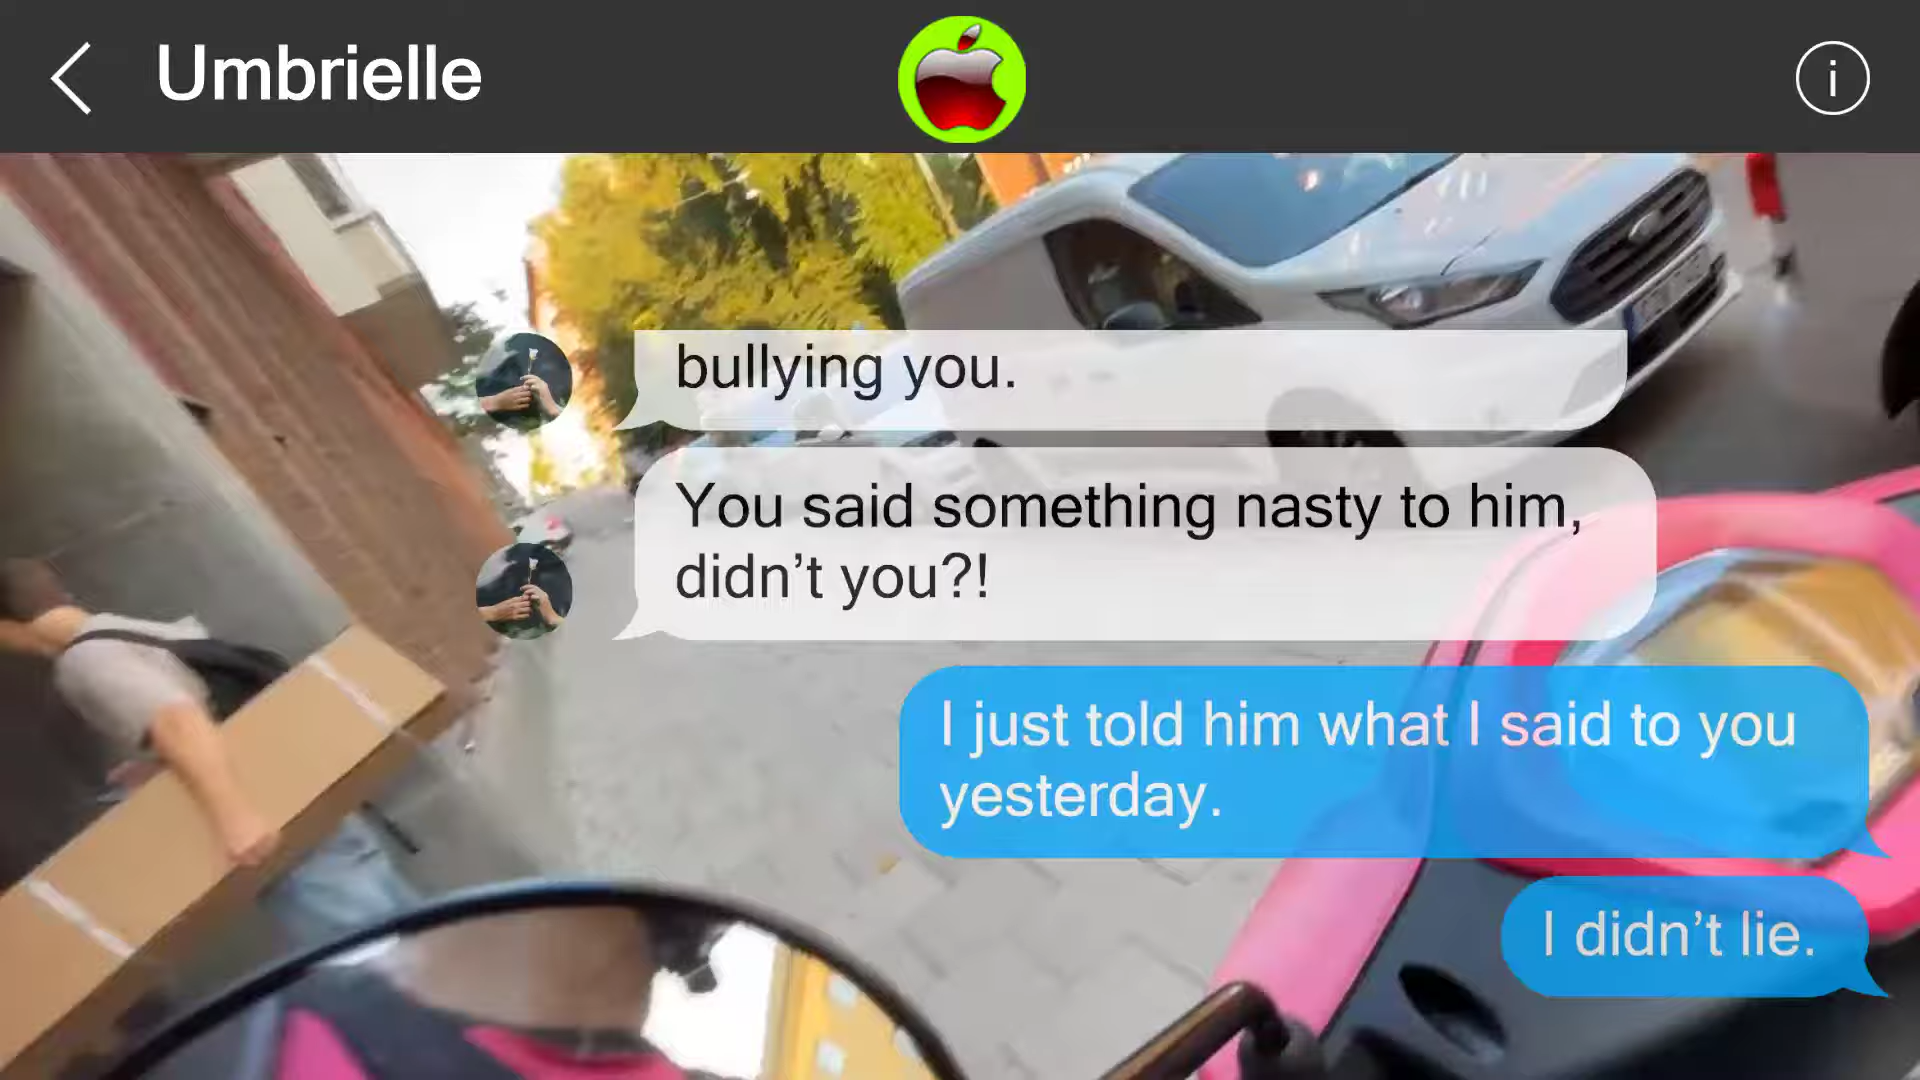 Umbrielle
i
bullying you.
You said something nasty to him,
didn’t you?!
I just told him what I said to you
yesterday.
I didn’t lie.